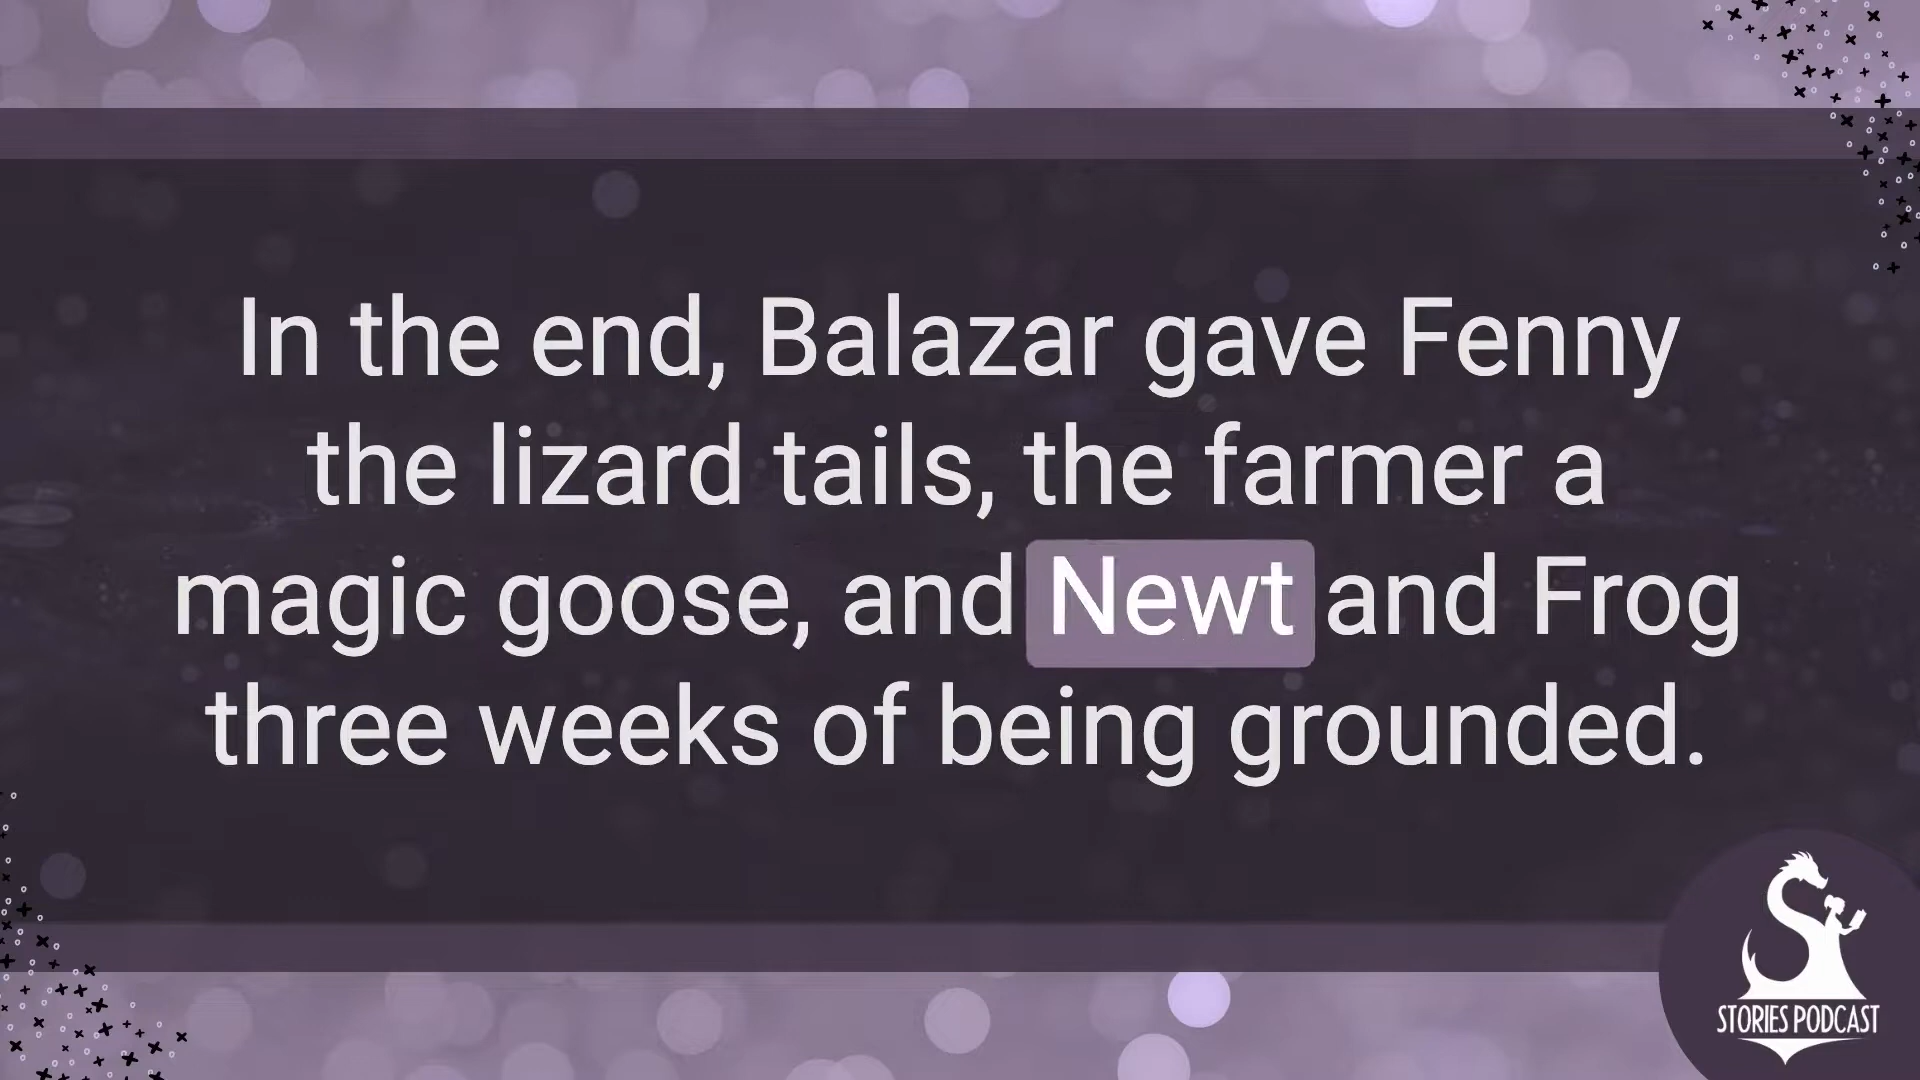 In the end, Balazar gave Fenny
the lizard tails, the farmer a
magic goose, and Newt and Frog
three weeks of being grounded.
STORIES PODCAST